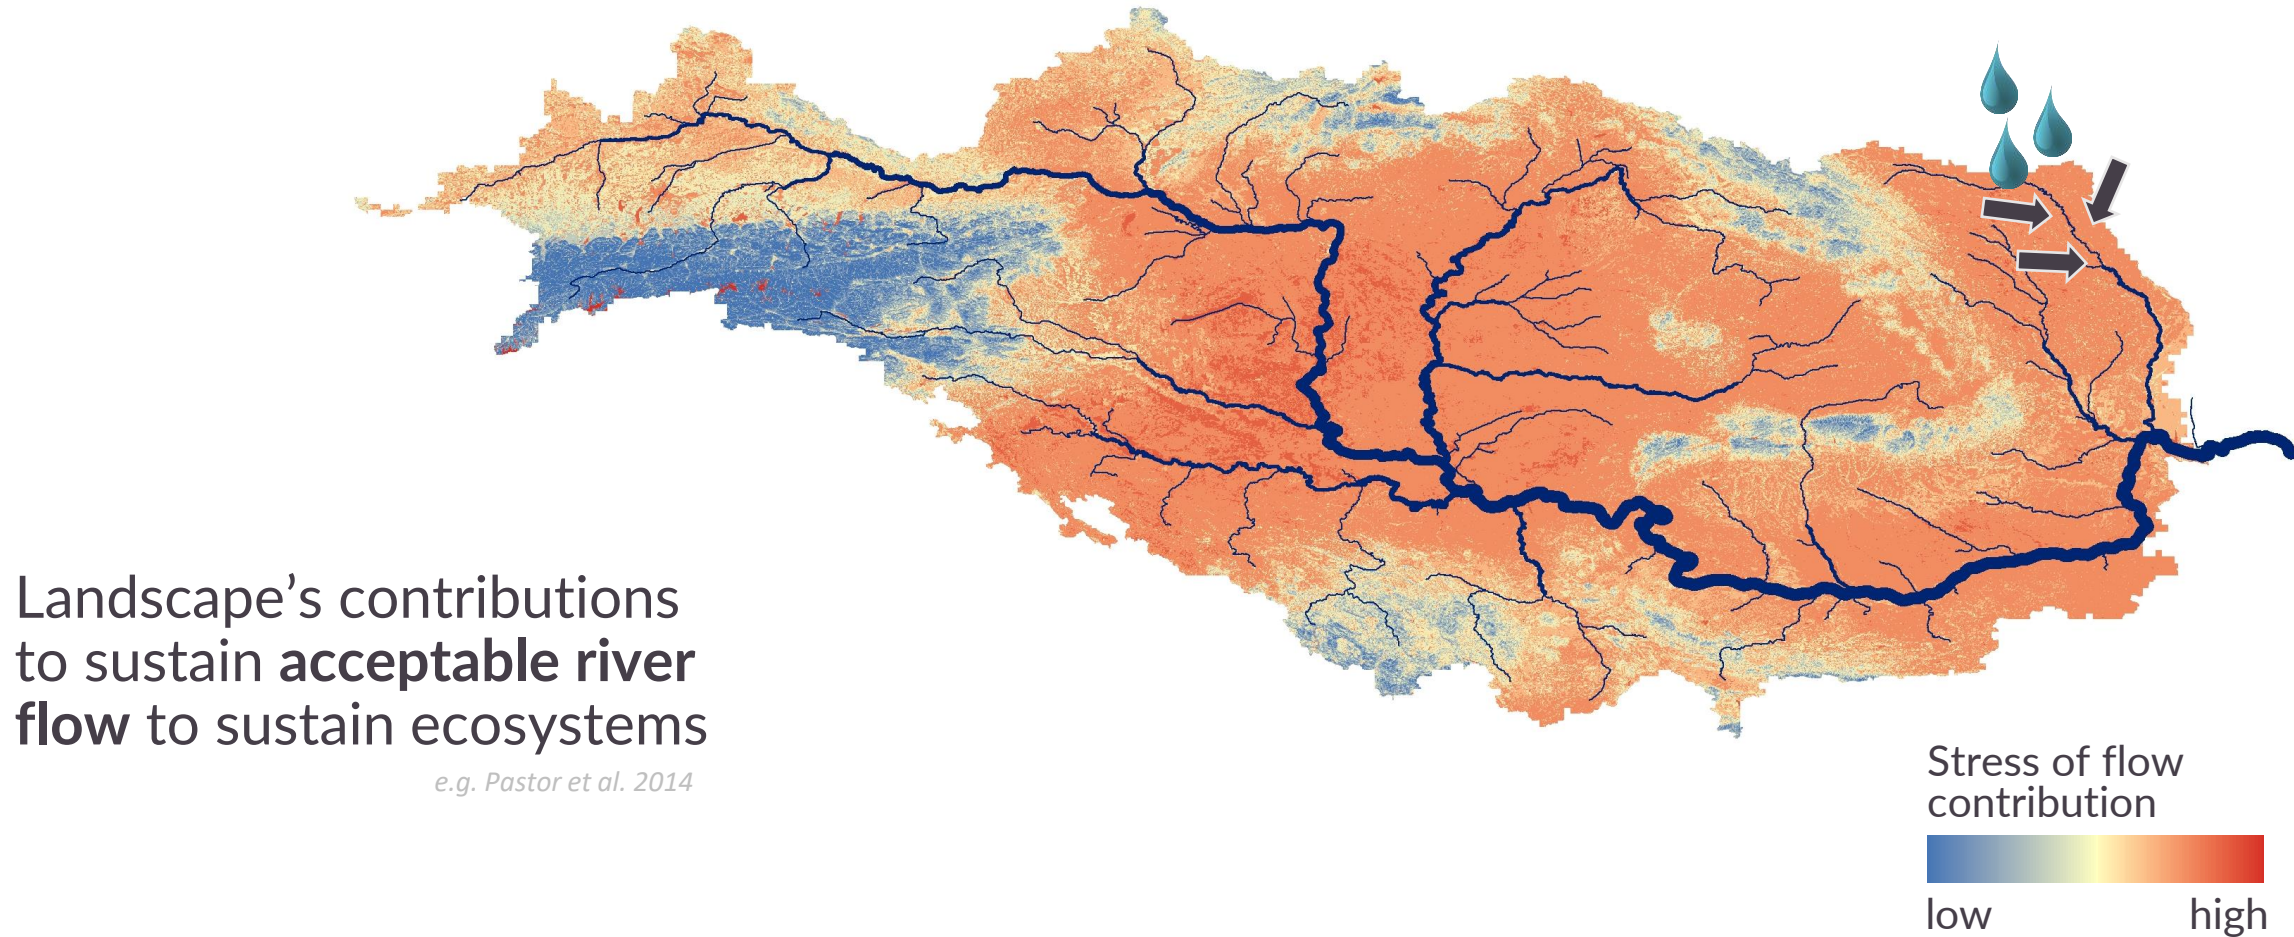 Landscape’s contributions
to sustain acceptable river
flow to sustain ecosystems
e.g. Pastor et al. 2014
Stress of flow
contribution
low high